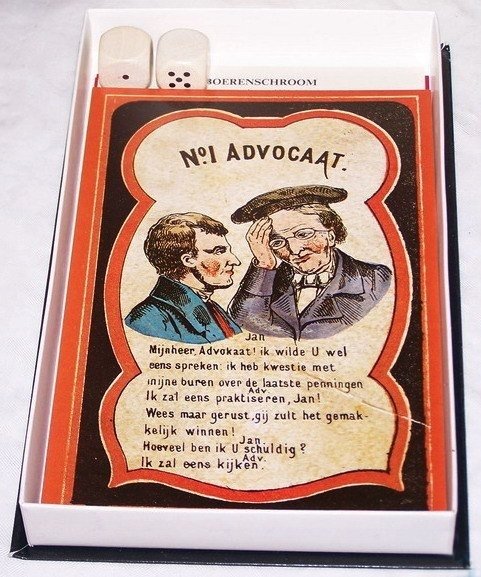 BOERENSCHROOM
No. 1 ADVOCAAT.
Jan
Mijnheer Advokaat! ik wilde U wel
eens spreken: ik heb kwestie met
mijne buren over de laatste penningen
Adv
Ik zal eens praktiseren, Jan!
Wees maar gerust, gij zult het gemak-
kelijk winnen!
Jan.
Hoeveel ben ik U schuldig?
Adv.
Ik zal eens kijken.